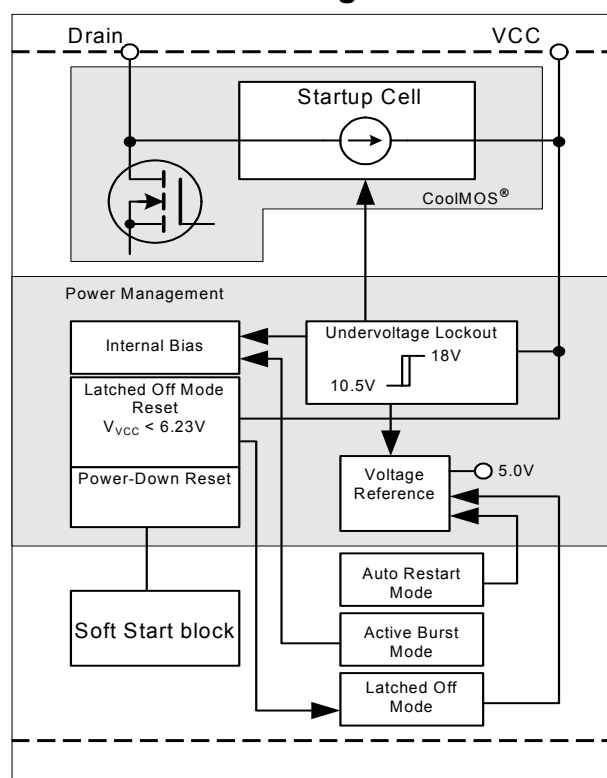 Drain
VCC
Startup Cell
CoolMOS®
Power Management
Internal Bias
Undervoltage Lockout
18V
10.5V
Latched Off Mode
Reset
V_VCC < 6.23V
Power-Down Reset
Voltage
Reference
5.0V
Auto Restart
Mode
Soft Start block
Active Burst
Mode
Latched Off
Mode